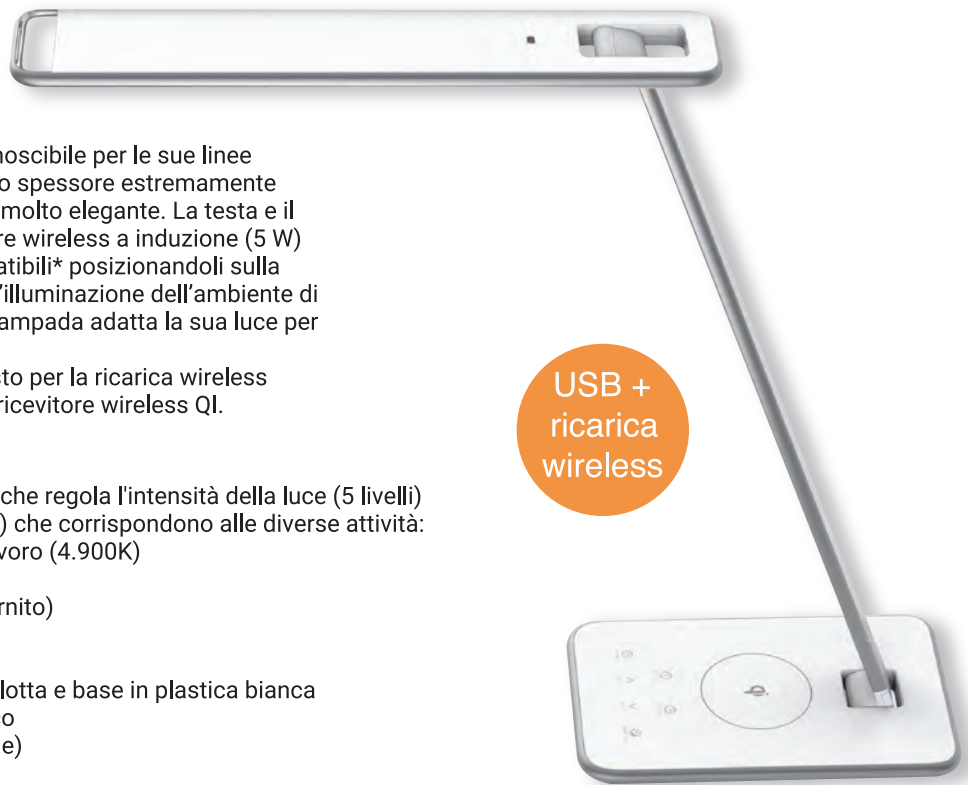 noscibile per le sue linee
o spessore estremamente
molto elegante. La testa e il
re wireless a induzione (5 W)
atibili* posizionandoli sulla
l’illuminazione dell’ambiente di
ampada adatta la sua luce per
sto per la ricarica wireless
ricevitore wireless QI.
USB +
ricarica
wireless
che regola l'intensità della luce (5 livelli)
) che corrispondono alle diverse attività:
voro (4.900K)
rnito)
lotta e base in plastica bianca
co
e)